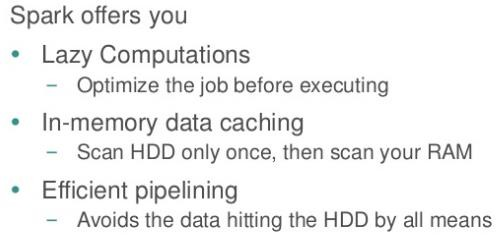 Spark offers you
• Lazy Computations
– Optimize the job before executing
• In-memory data caching
– Scan HDD only once, then scan your RAM
• Efficient pipelining
– Avoids the data hitting the HDD by all means